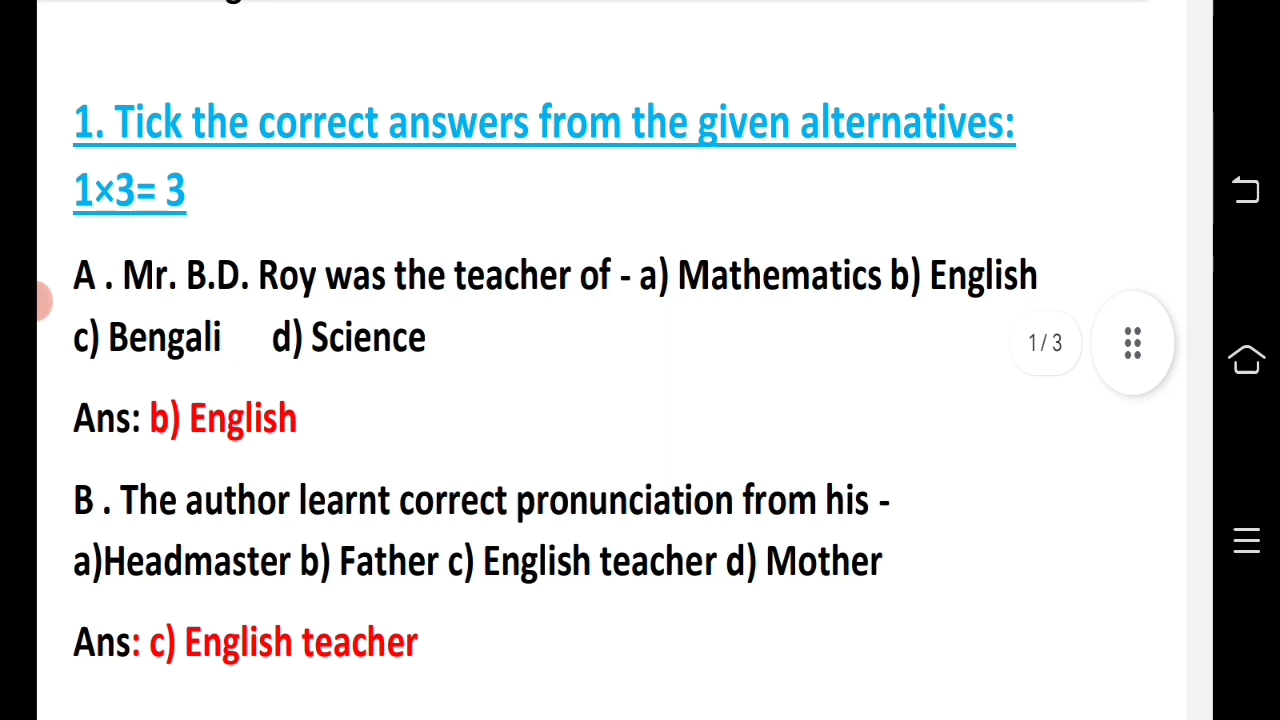 1. Tick the correct answers from the given alternatives:
1×3= 3
A . Mr. B.D. Roy was the teacher of - a) Mathematics b) English
c) Bengali d) Science
1 / 3
Ans: b) English
B . The author learnt correct pronunciation from his -
a)Headmaster b) Father c) English teacher d) Mother
Ans: c) English teacher